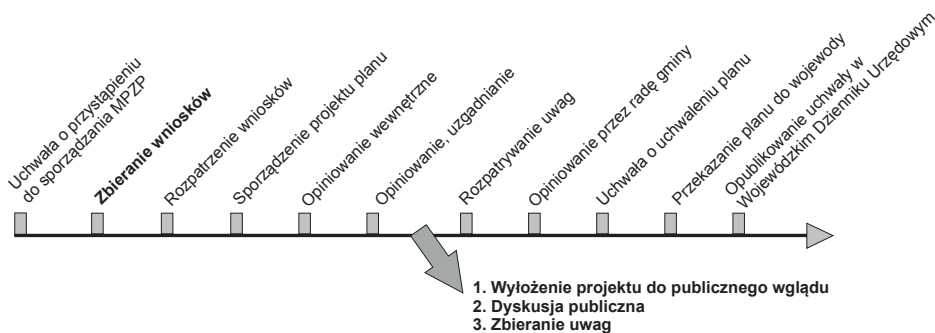 Uchwała o przystąpieniu
do sporządzania MPZP
Zbieranie wniosków
Rozpatrzenie wniosków
Sporządzenie projektu planu
Opiniowanie wewnętrzne
Opiniowanie, uzgadnianie
Rozpatrywanie uwag
Opiniowanie przez radę gminy
Uchwała o uchwaleniu planu
Przekazanie planu do wojewody
Opublikowanie uchwały w
Wojewódzkim Dzienniku Urzędowym
1. Wyłożenie projektu do publicznego wglądu
2. Dyskusja publiczna
3. Zbieranie uwag